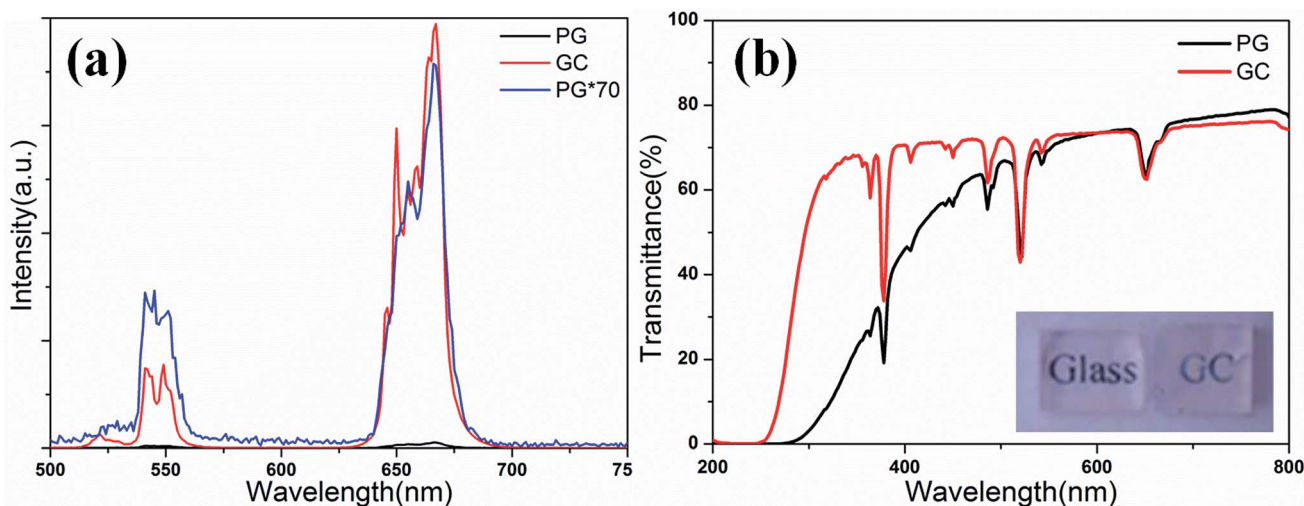 (a)
PG
GC
PG*70
Intensity(a.u.)
500 550 600 650 700 75
Wavelength(nm)
(b)
PG
GC
Transmittance(%)
100
80
60
40
20
0
Glass GC
200 400 600 800
Wavelength(nm)